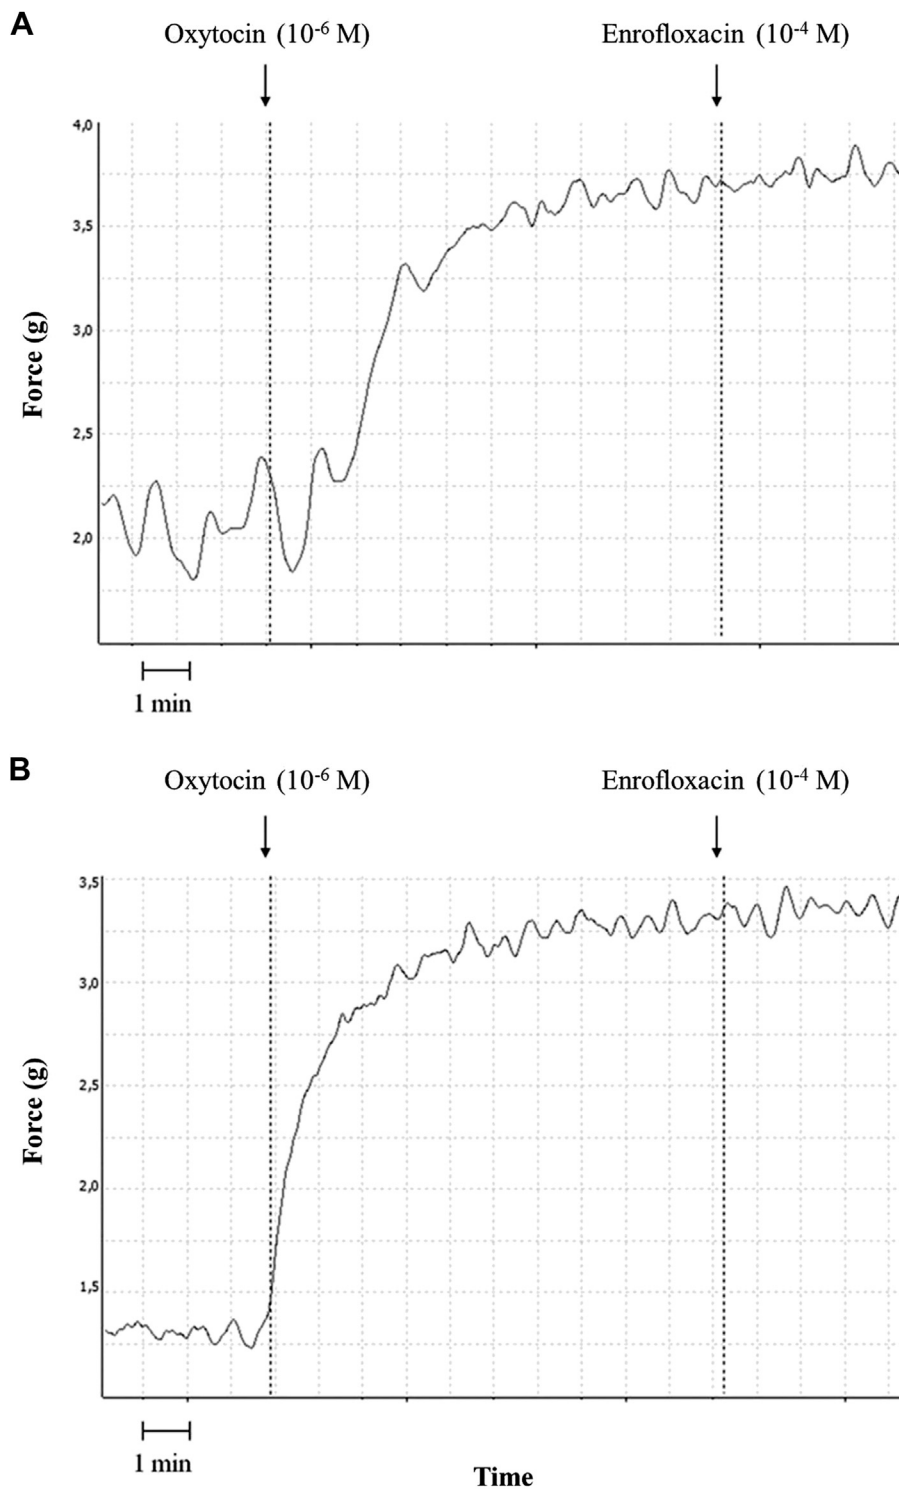 A
Oxytocin (10⁻⁶ M) Enrofloxacin (10⁻⁴ M)
4,0
3,5
3,0
2,5
2,0
Force (g)
1 min
B
Oxytocin (10⁻⁶ M) Enrofloxacin (10⁻⁴ M)
3,5
3,0
2,5
2,0
1,5
Force (g)
1 min
Time